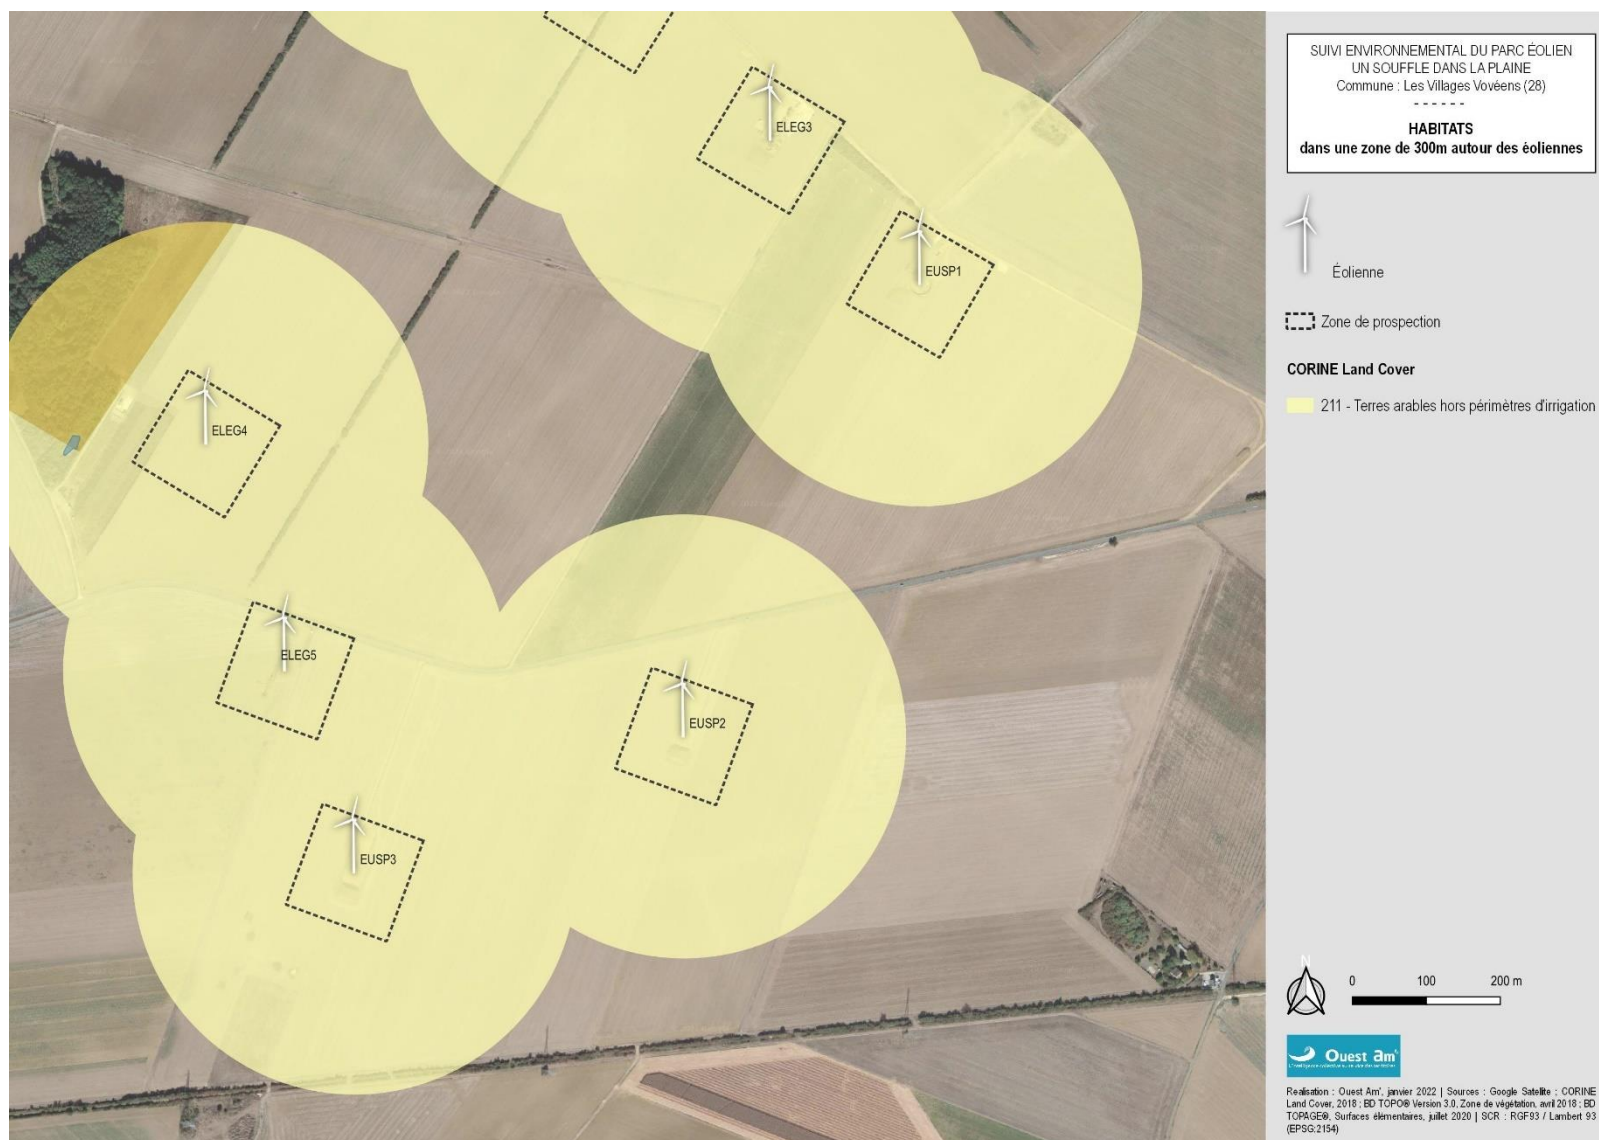 SUIVI ENVIRONNEMENTAL DU PARC ÉOLIEN
UN SOUFFLE DANS LA PLAINE
Commune : Les Villages Vovéens (28)
- - - - - -
HABITATS
dans une zone de 300m autour des éoliennes
Éolienne
Zone de prospection
CORINE Land Cover
211 - Terres arables hors périmètres d'irrigation
ELEG3
EUSP1
ELEG4
ELEG5
EUSP2
EUSP3
N
0 100 200 m
Ouest am'
Realisation : Ouest Am', janvier 2022 | Sources : Google Satellite ; CORINE
Land Cover, 2018 ; BD TOPO® Version 3.0, Zone de végétation, avril 2018 ; BD
TOPAGE®, Surfaces élémentaires, juillet 2020 | SCR : RGF93 / Lambert 93
(EPSG:2154)